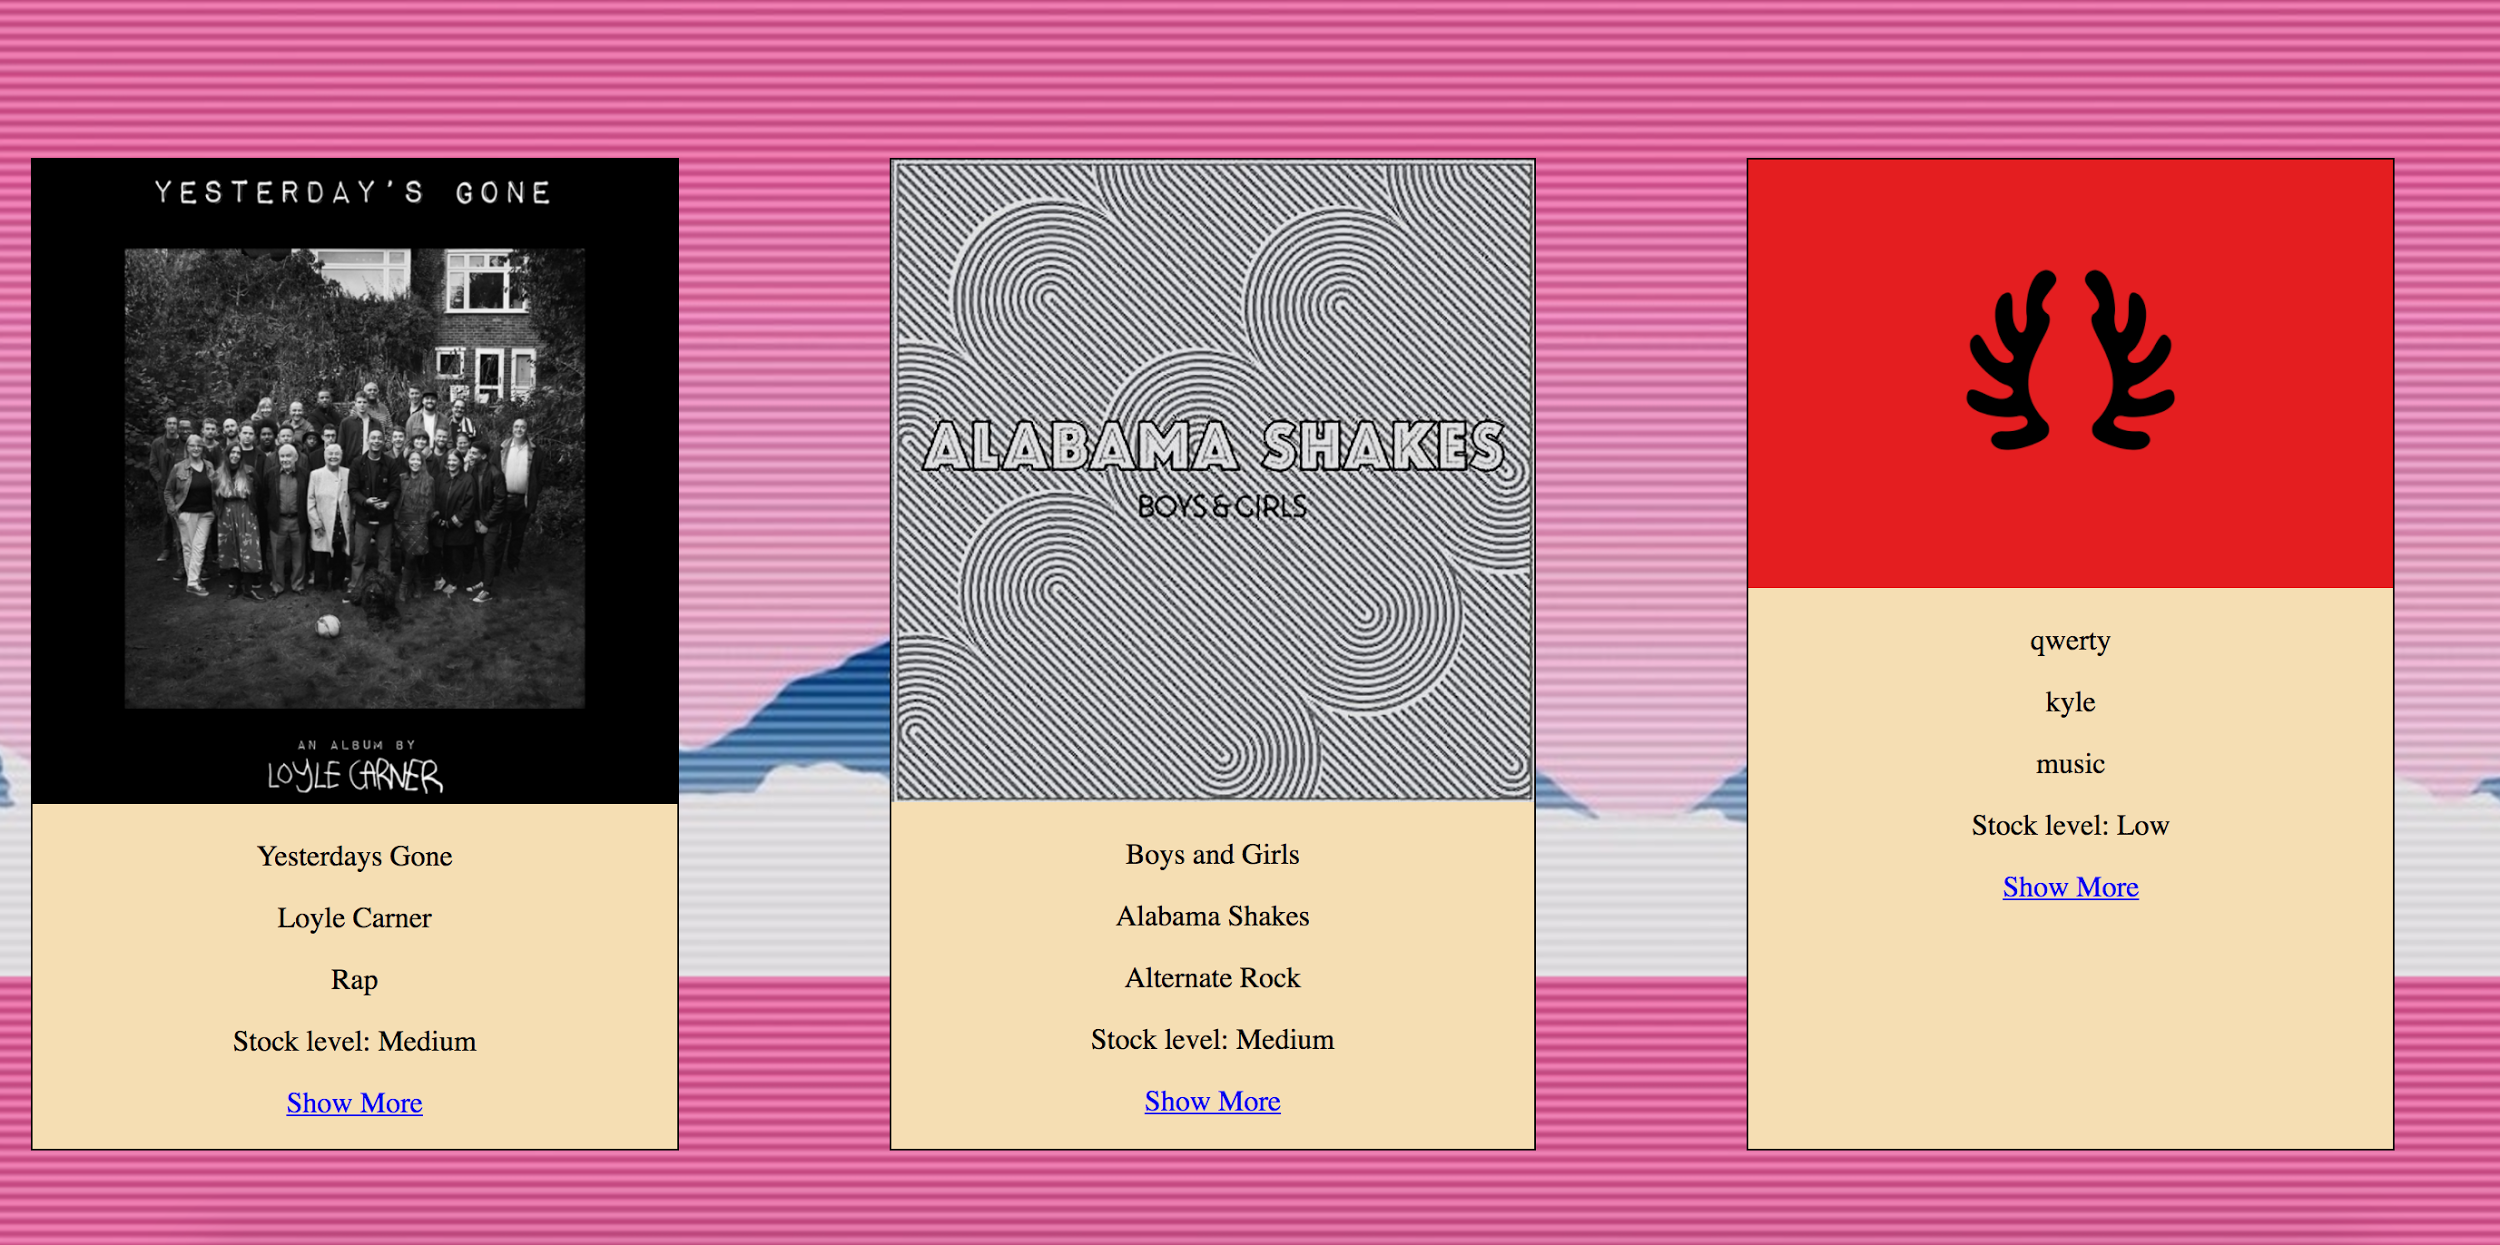 YESTERDAY'S GONE
AN ALBUM BY
LOYLE CARNER
Yesterdays Gone
Loyle Carner
Rap
Stock level: Medium
Show More
ALABAMA SHAKES
BOYS & GIRLS
Boys and Girls
Alabama Shakes
Alternate Rock
Stock level: Medium
Show More
qwerty
kyle
music
Stock level: Low
Show More